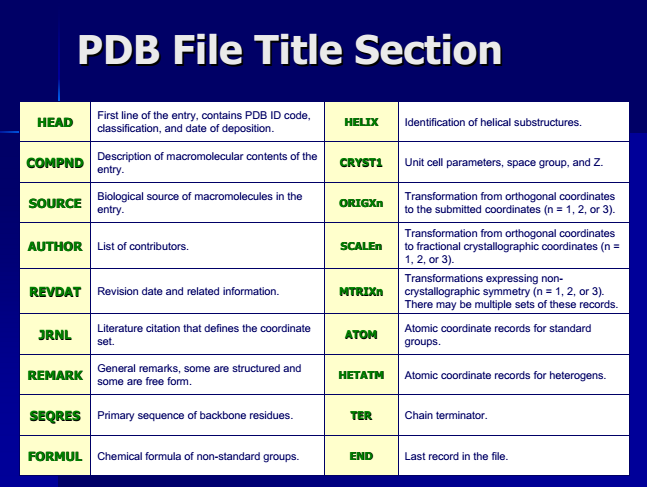 PDB File Title Section
HEAD
First line of the entry, contains PDB ID code,
classification, and date of deposition.
HELIX
Identification of helical substructures.
COMPND
Description of macromolecular contents of the
entry.
CRYST1
Unit cell parameters, space group, and Z.
SOURCE
Biological source of macromolecules in the
entry.
ORIGXn
Transformation from orthogonal coordinates
to the submitted coordinates (n = 1, 2, or 3).
AUTHOR
List of contributors.
SCALEn
Transformation from orthogonal coordinates
to fractional crystallographic coordinates (n =
1, 2, or 3).
REVDAT
Revision date and related information.
MTRIXn
Transformations expressing non-
crystallographic symmetry (n = 1, 2, or 3).
There may be multiple sets of these records.
JRNL
Literature citation that defines the coordinate
set.
ATOM
Atomic coordinate records for standard
groups.
REMARK
General remarks, some are structured and
some are free form.
HETATM
Atomic coordinate records for heterogens.
SEQRES
Primary sequence of backbone residues.
TER
Chain terminator.
FORMUL
Chemical formula of non-standard groups.
END
Last record in the file.